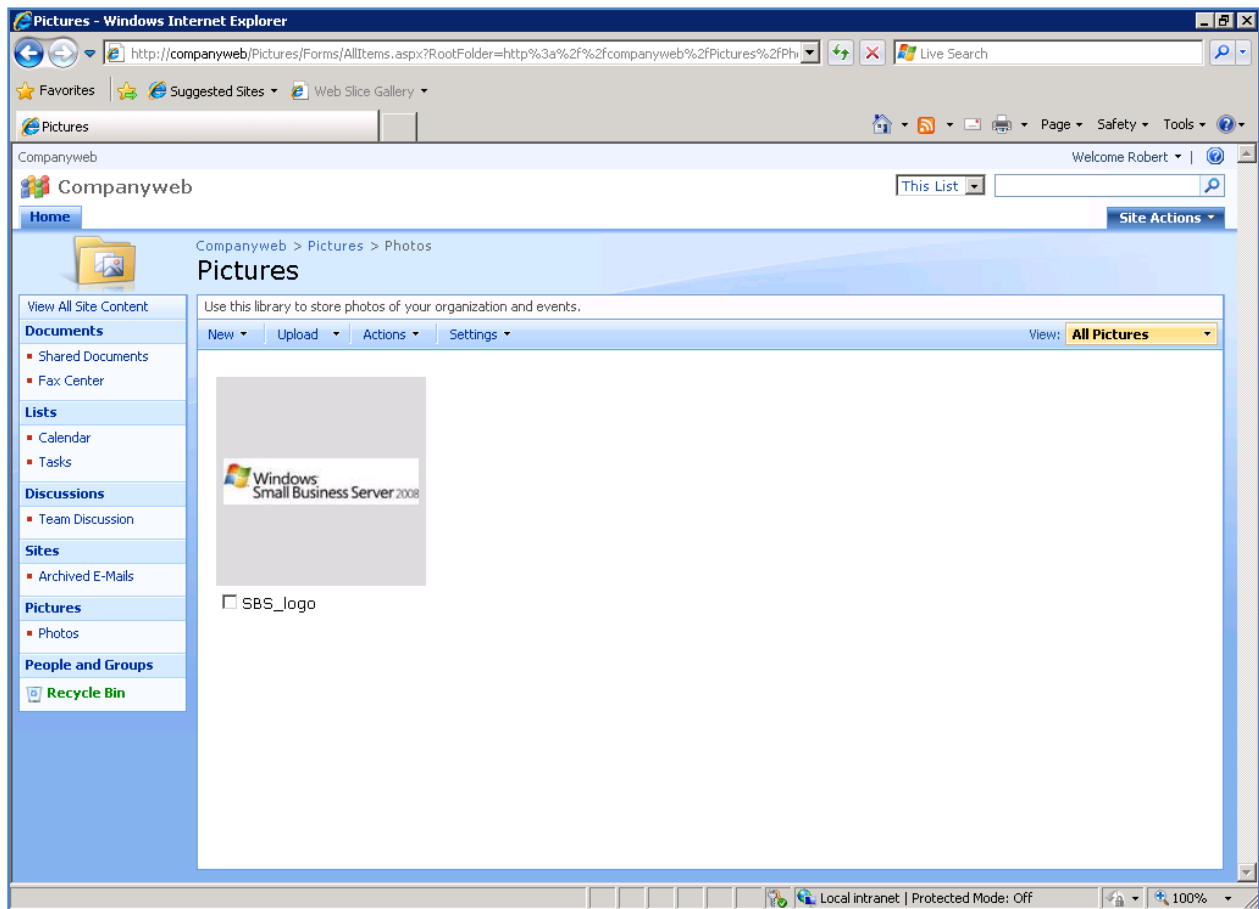 Pictures - Windows Internet Explorer
http://companyweb/Pictures/Forms/AllItems.aspx?RootFolder=http%3a%2f%2fcompanyweb%2fPictures%2fPh
Live Search
Favorites Suggested Sites Web Slice Gallery
Pictures Page Safety Tools
Companyweb Welcome Robert |
Companyweb This List
Home Site Actions
Companyweb > Pictures > Photos
Pictures
View All Site Content
Use this library to store photos of your organization and events.
New Upload Actions Settings View: All Pictures
Documents
Shared Documents
Fax Center
Lists
Calendar
Tasks
Discussions
Team Discussion
Sites
Archived E-Mails
Pictures
Photos
People and Groups
Recycle Bin
Windows
Small Business Server 2008
SBS_logo
Local intranet | Protected Mode: Off 100%